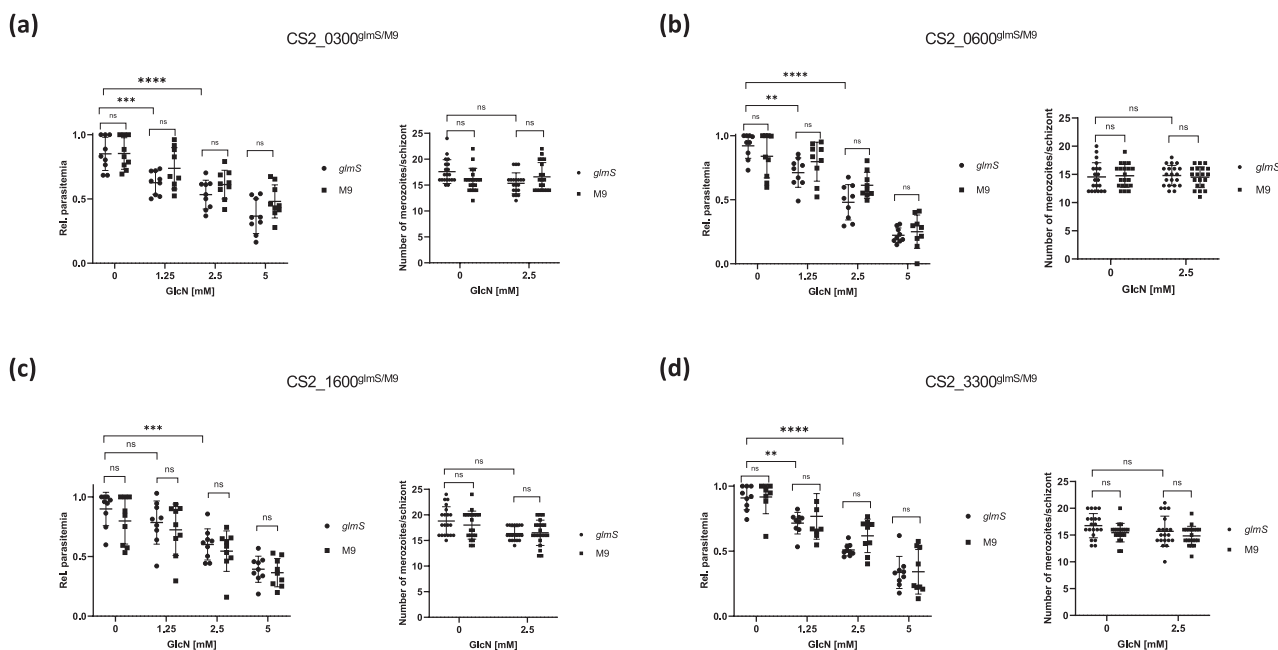 (a)
CS2_0300glmS/M9
****
***
ns
ns
ns
ns
Rel. parasitemia
1.0
0.5
0.0
0
1.25
2.5
5
GlcN [mM]
glmS
M9
ns
ns
ns
Number of merozoites/schizont
25
20
15
10
5
0
0
2.5
GlcN [mM]
glmS
M9
(b)
CS2_0600glmS/M9
****
**
ns
ns
ns
ns
Rel. parasitemia
1.0
0.5
0.0
0
1.25
2.5
5
GlcN [mM]
glmS
M9
ns
ns
ns
Number of merozoites/schizont
25
20
15
10
5
0
0
2.5
GlcN [mM]
glmS
M9
(c)
CS2_1600glmS/M9
***
ns
ns
ns
ns
ns
Rel. parasitemia
1.0
0.5
0.0
0
1.25
2.5
5
GlcN [mM]
glmS
M9
ns
ns
ns
Number of merozoites/schizont
25
20
15
10
5
0
0
2.5
GlcN [mM]
glmS
M9
(d)
CS2_3300glmS/M9
****
**
ns
ns
ns
ns
Rel. parasitemia
1.0
0.5
0.0
0
1.25
2.5
5
GlcN [mM]
glmS
M9
ns
ns
ns
Number of merozoites/schizont
25
20
15
10
5
0
0
2.5
GlcN [mM]
glmS
M9